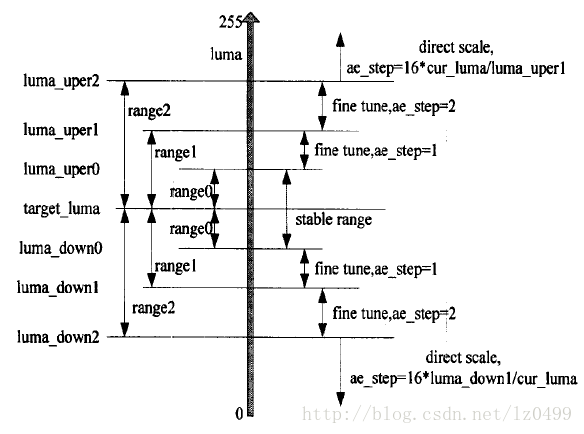 255
luma
direct scale,
ae_step=16*cur_luma/luma_uper1
luma_uper2
range2
fine tune,ae_step=2
luma_uper1
range1
fine tune,ae_step=1
luma_uper0
range0
target_luma
stable range
range0
luma_down0
range1
fine tune,ae_step=1
luma_down1
range2
fine tune,ae_step=2
luma_down2
direct scale,
ae_step=16*luma_down1/cur_luma
0
http://blog.csdn.net/lz0499